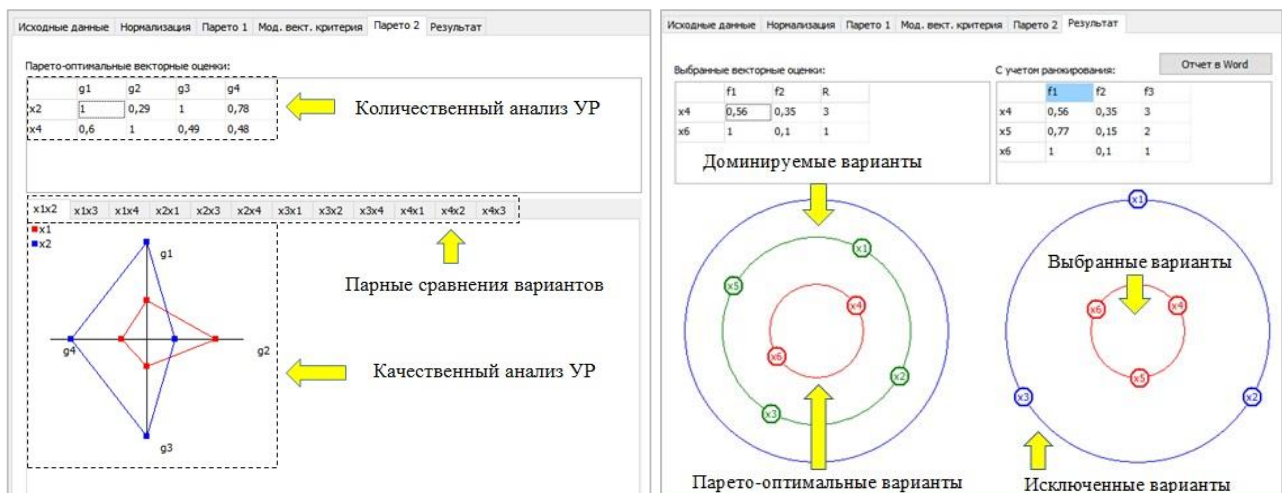 Исходные данные Нормализация Парето 1 Мод. вект. критерия Парето 2 Результат
Парето-оптимальные векторные оценки:
g1 g2 g3 g4
x2 1 0,29 1 0,78
x4 0,6 1 0,49 0,48
Количественный анализ УР
x1x2 x1x3 x1x4 x2x1 x2x3 x2x4 x3x1 x3x2 x3x4 x4x1 x4x2 x4x3
x1
x2
g1
g2
g3
g4
Парные сравнения вариантов
Качественный анализ УР
Исходные данные Нормализация Парето 1 Мод. вект. критерия Парето 2 Результат
Отчет в Word
Выбранные векторные оценки:
f1 f2 R
x4 0,56 0,35 3
x6 1 0,1 1
С учетом ранжирования:
f1 f2 f3
x4 0,56 0,35 3
x5 0,77 0,15 2
x6 1 0,1 1
Доминируемые варианты
x1
x5
x4
x6
x2
x3
Парето-оптимальные варианты
x1
Выбранные варианты
x6
x4
x5
x3
x2
Исключенные варианты